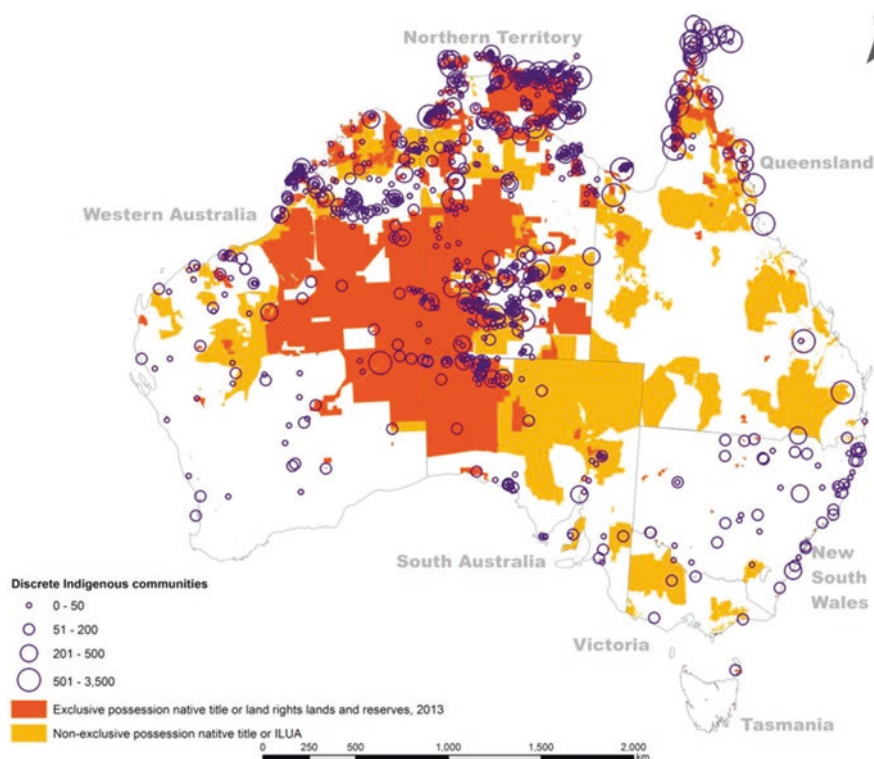 Northern Territory
Queensland
Western Australia
South Australia
New
South
Wales
Victoria
Tasmania
Discrete Indigenous communities
0 - 50
51 - 200
201 - 500
501 - 3,500
Exclusive possession native title or land rights lands and reserves, 2013
Non-exclusive possession natitve title or ILUA
0 250 500 1,000 1,500 2,000
km